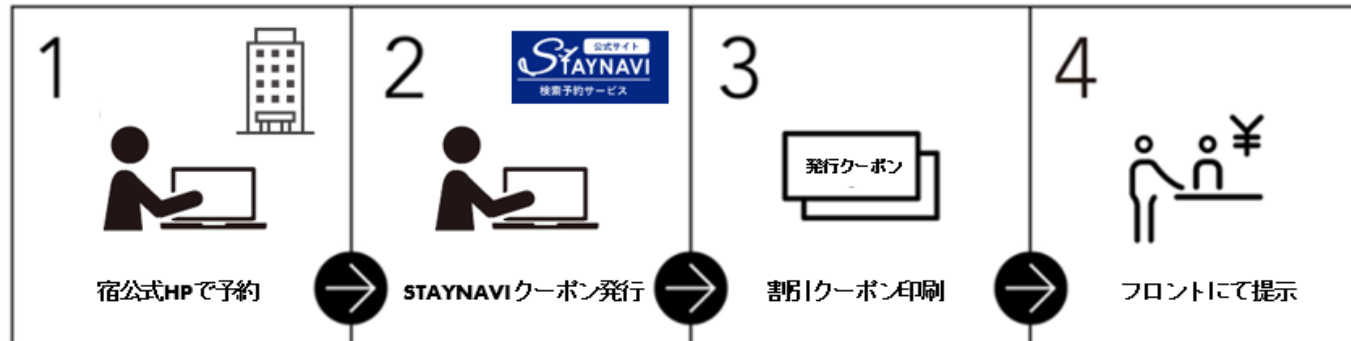 1
宿公式HPで予約
2
公式サイト
STAYNAVI
検索予約サービス
STAYNAVIクーポン発行
3
発行クーポン
割引クーポン印刷
4
¥
フロントにて提示